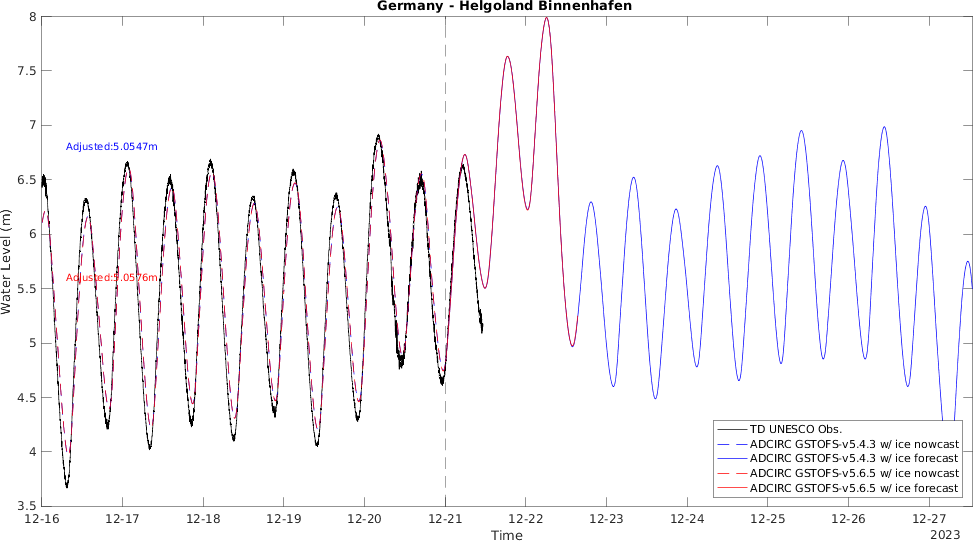 Germany - Helgoland Binnenhafen
8
7.5
7
6.5
6
5.5
5
4.5
4
3.5
Water Level (m)
Adjusted:5.0547m
Adjusted:5.0576m
TD UNESCO Obs.
ADCIRC GSTOFS-v5.4.3 w/ ice nowcast
ADCIRC GSTOFS-v5.4.3 w/ ice forecast
ADCIRC GSTOFS-v5.6.5 w/ ice nowcast
ADCIRC GSTOFS-v5.6.5 w/ ice forecast
12-16 12-17 12-18 12-19 12-20 12-21 12-22 12-23 12-24 12-25 12-26 12-27
2023
Time